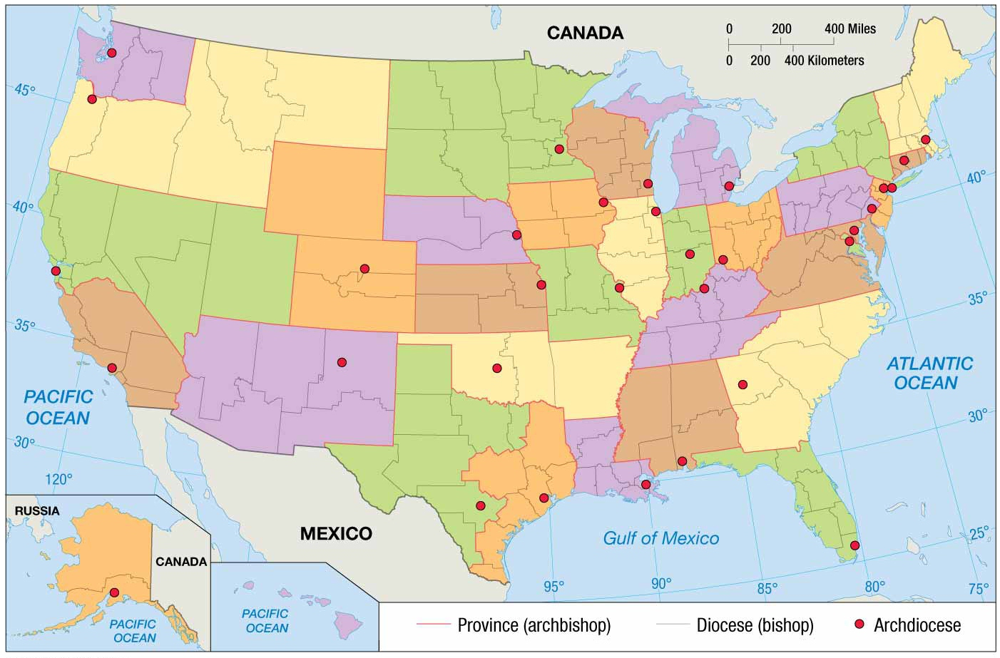 CANADA
0 200 400 Miles
0 200 400 Kilometers
45°
40°
35°
30°
120°
40°
35°
30°
25°
PACIFIC
OCEAN
ATLANTIC
OCEAN
MEXICO
Gulf of Mexico
95°
90°
85°
80°
75°
RUSSIA
CANADA
PACIFIC
OCEAN
PACIFIC
OCEAN
Province (archbishop)
Diocese (bishop)
Archdiocese